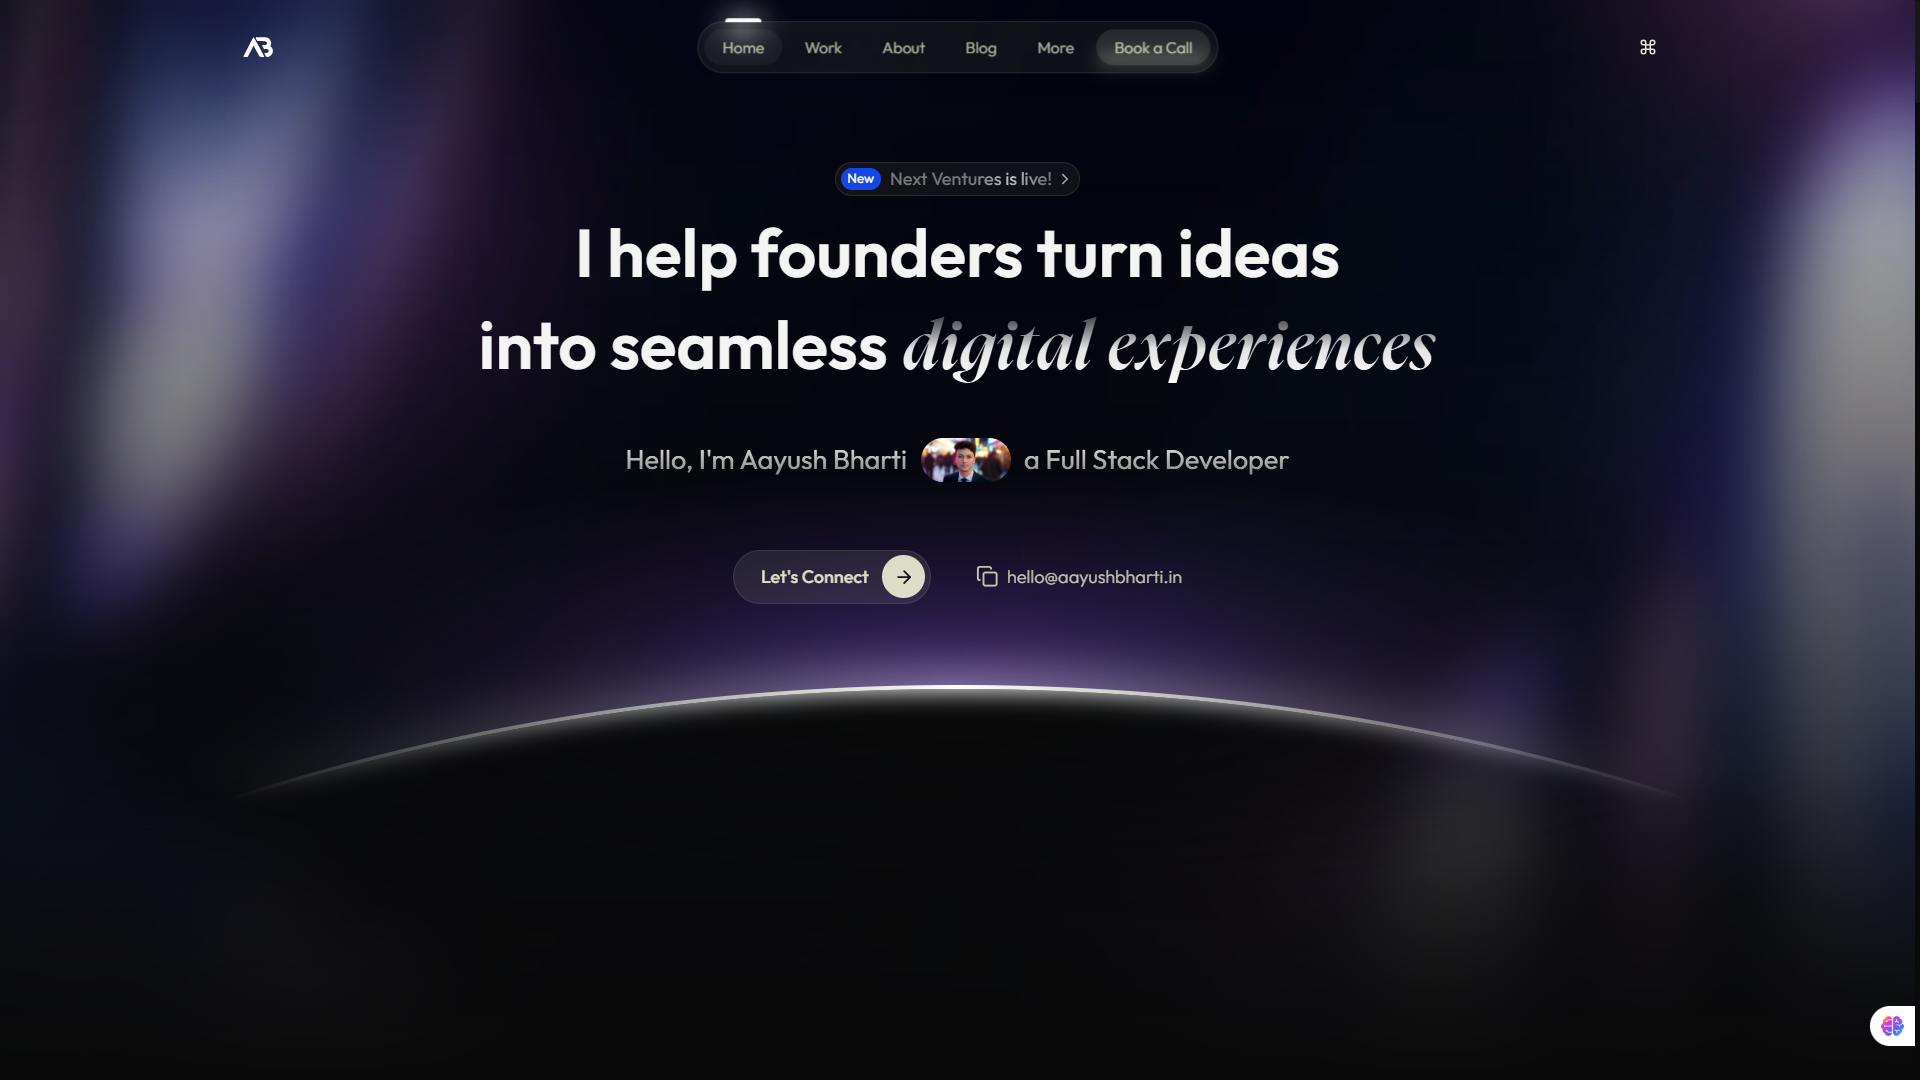 AB
Home Work About Blog More Book a Call
⌘
New Next Ventures is live!
I help founders turn ideas
into seamless digital experiences
Hello, I'm Aayush Bharti a Full Stack Developer
Let's Connect
hello@aayushbharti.in